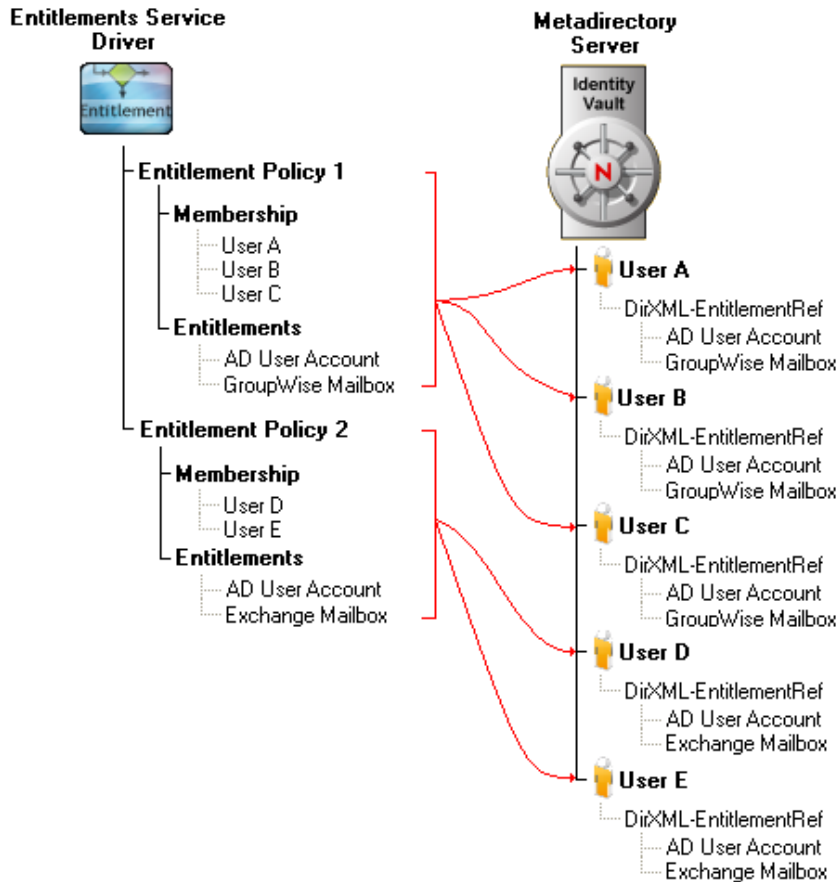 Entitlements Service
Driver
Entitlement
Entitlement Policy 1
Membership
User A
User B
User C
Entitlements
AD User Account
GroupWise Mailbox
Entitlement Policy 2
Membership
User D
User E
Entitlements
AD User Account
Exchange Mailbox
Metadirectory
Server
Identity
Vault
N
User A
DirXML-EntitlementRef
AD User Account
GroupWise Mailbox
User B
DirXML-EntitlementRef
AD User Account
GroupWise Mailbox
User C
DirXML-EntitlementRef
AD User Account
GroupWise Mailbox
User D
DirXML-EntitlementRef
AD User Account
Exchange Mailbox
User E
DirXML-EntitlementRef
AD User Account
Exchange Mailbox